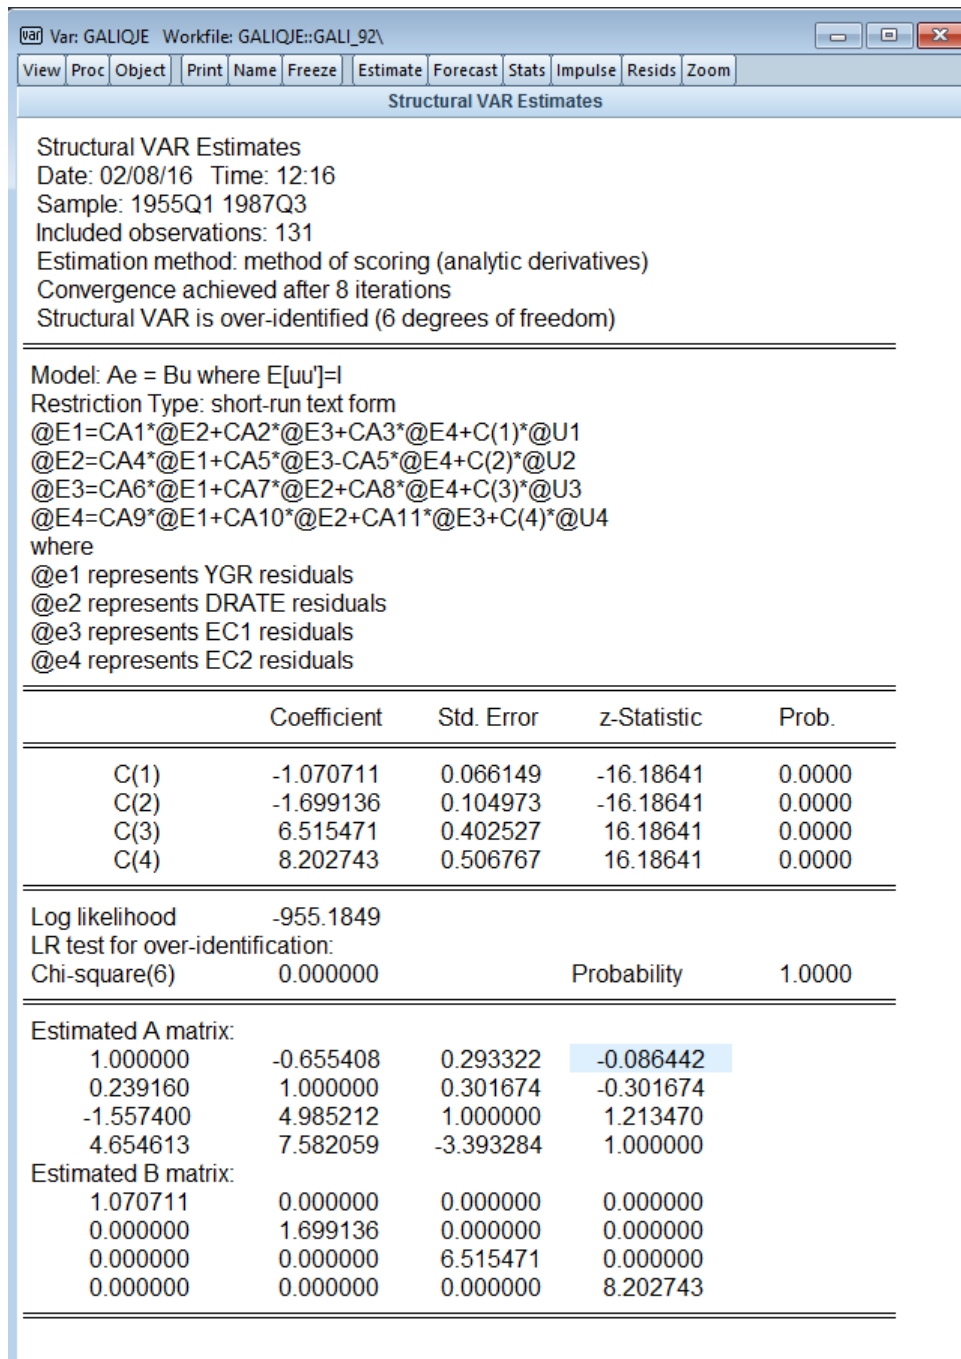 Var Var: GALIQJE Workfile: GALIQJE::GALI_92\
View Proc Object Print Name Freeze Estimate Forecast Stats Impulse Resids Zoom
Structural VAR Estimates
Structural VAR Estimates
Date: 02/08/16 Time: 12:16
Sample: 1955Q1 1987Q3
Included observations: 131
Estimation method: method of scoring (analytic derivatives)
Convergence achieved after 8 iterations
Structural VAR is over-identified (6 degrees of freedom)
Model: Ae = Bu where E[uu']=I
Restriction Type: short-run text form
@E1=CA1*@E2+CA2*@E3+CA3*@E4+C(1)*@U1
@E2=CA4*@E1+CA5*@E3-CA5*@E4+C(2)*@U2
@E3=CA6*@E1+CA7*@E2+CA8*@E4+C(3)*@U3
@E4=CA9*@E1+CA10*@E2+CA11*@E3+C(4)*@U4
where
@e1 represents YGR residuals
@e2 represents DRATE residuals
@e3 represents EC1 residuals
@e4 represents EC2 residuals
Coefficient Std. Error z-Statistic Prob.
C(1) -1.070711 0.066149 -16.18641 0.0000
C(2) -1.699136 0.104973 -16.18641 0.0000
C(3) 6.515471 0.402527 16.18641 0.0000
C(4) 8.202743 0.506767 16.18641 0.0000
Log likelihood -955.1849
LR test for over-identification:
Chi-square(6) 0.000000 Probability 1.0000
Estimated A matrix:
1.000000 -0.655408 0.293322 -0.086442
0.239160 1.000000 0.301674 -0.301674
-1.557400 4.985212 1.000000 1.213470
4.654613 7.582059 -3.393284 1.000000
Estimated B matrix:
1.070711 0.000000 0.000000 0.000000
0.000000 1.699136 0.000000 0.000000
0.000000 0.000000 6.515471 0.000000
0.000000 0.000000 0.000000 8.202743